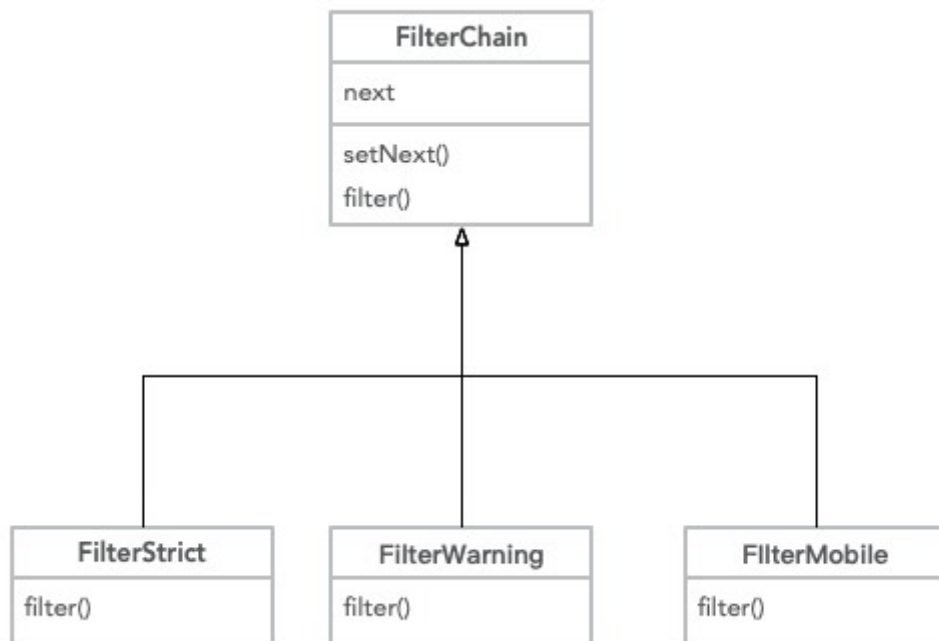 FilterChain
next
setNext()
filter()
FilterStrict
filter()
FilterWarning
filter()
FIlterMobile
filter()